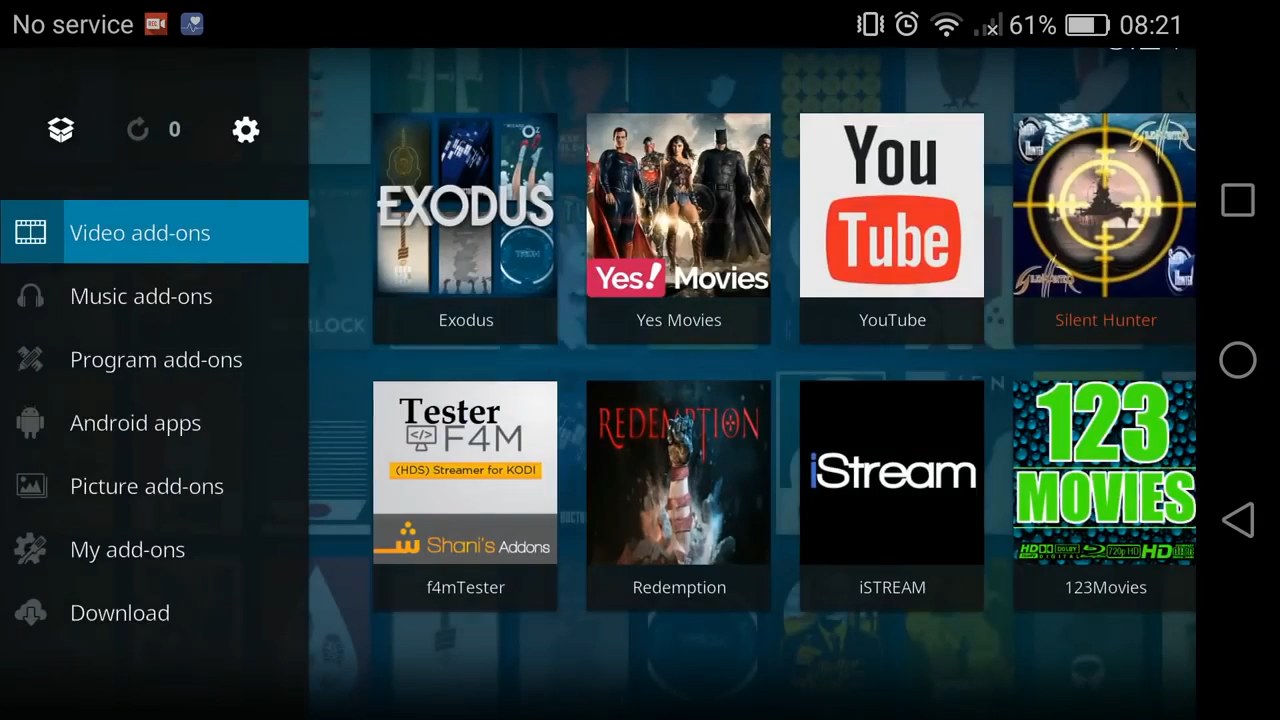 No service
REC
61%
08:21
0
Video add-ons
Music add-ons
Program add-ons
Android apps
Picture add-ons
My add-ons
Download
EXODUS
Exodus
Yes! Movies
Yes Movies
You
Tube
YouTube
Silent Hunter
Tester
F4M
(HDS) Streamer for KODI
Shani's Addons
f4mTester
REDEMPTION
Redemption
iStream
iSTREAM
123
MOVIES
720p HD
123Movies